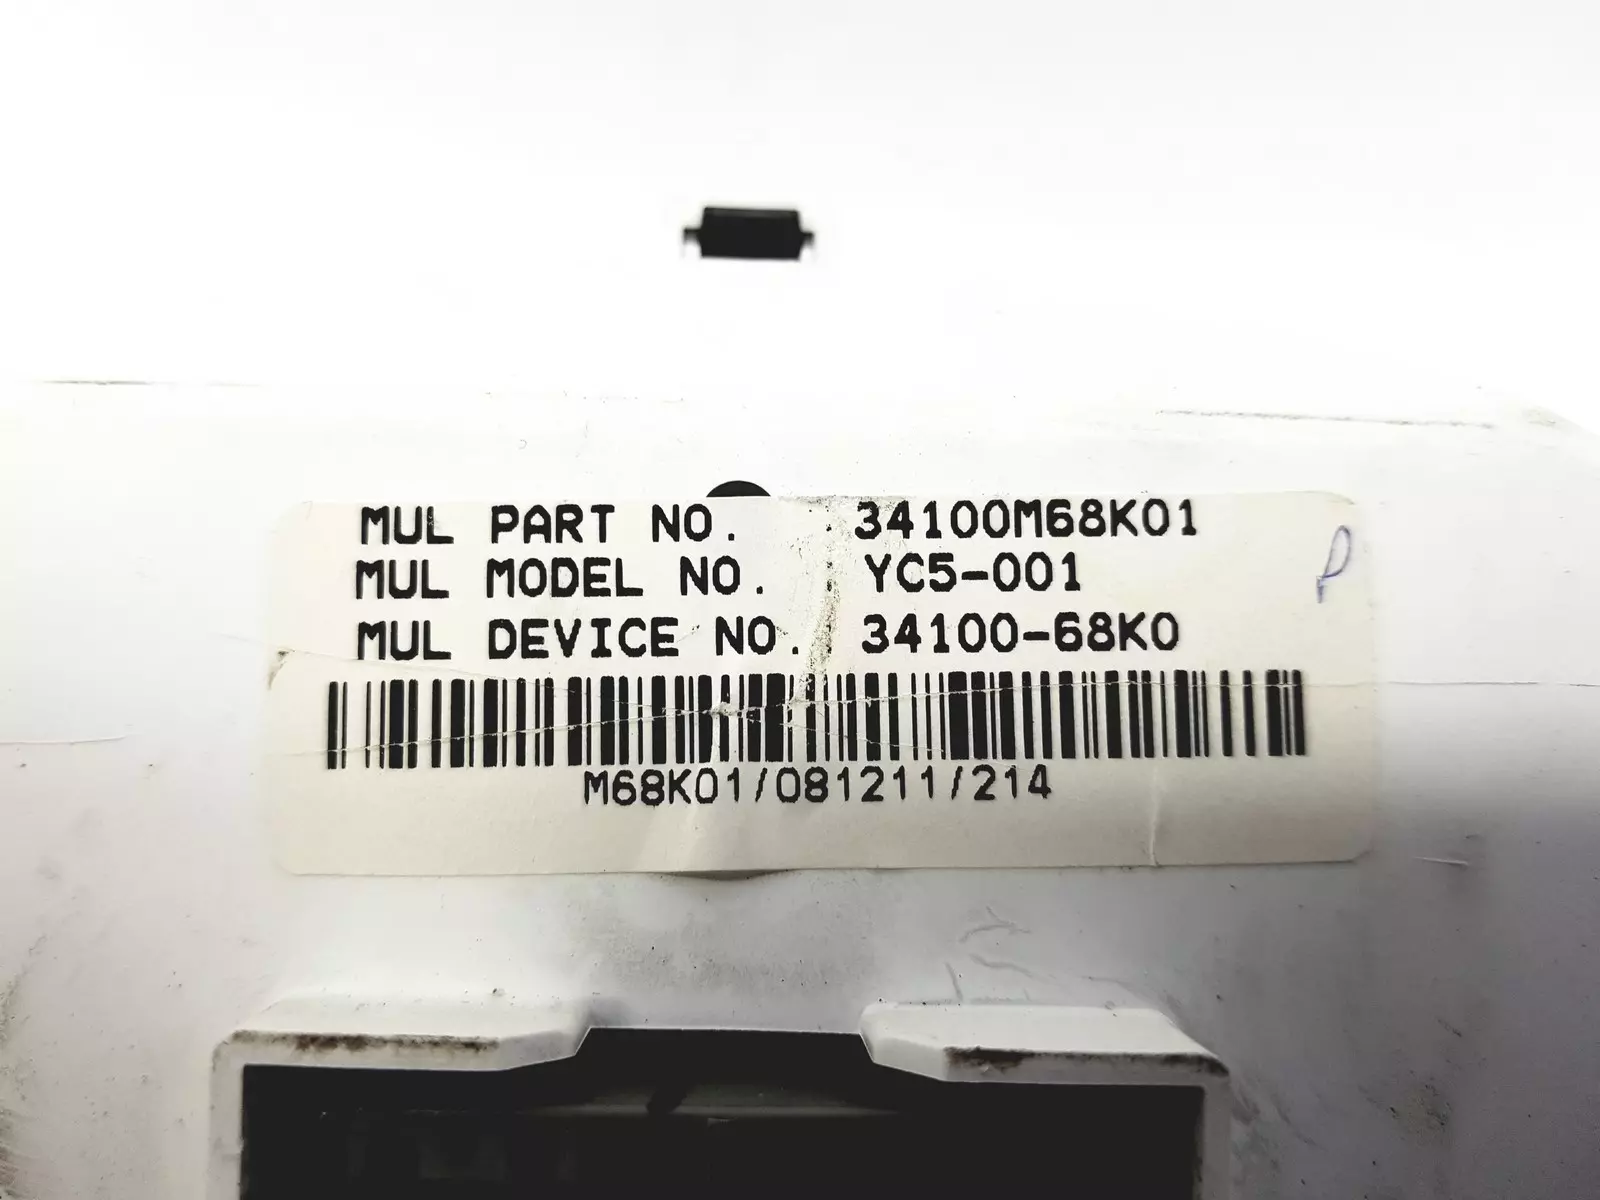 MUL PART NO. : 34100M68K01
MUL MODEL NO. : YC5-001
MUL DEVICE NO. : 34100-68K0
M68K01/081211/214
P